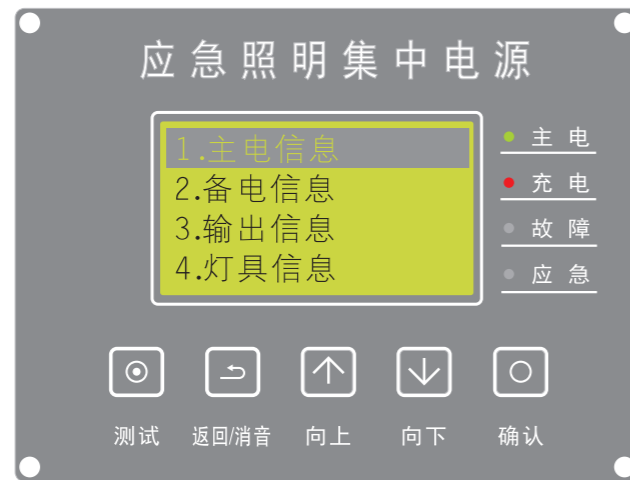 应急照明集中电源
1.主电信息
2.备电信息
3.输出信息
4.灯具信息
主电
充电
故障
应急
测试 返回/消音 向上 向下 确认